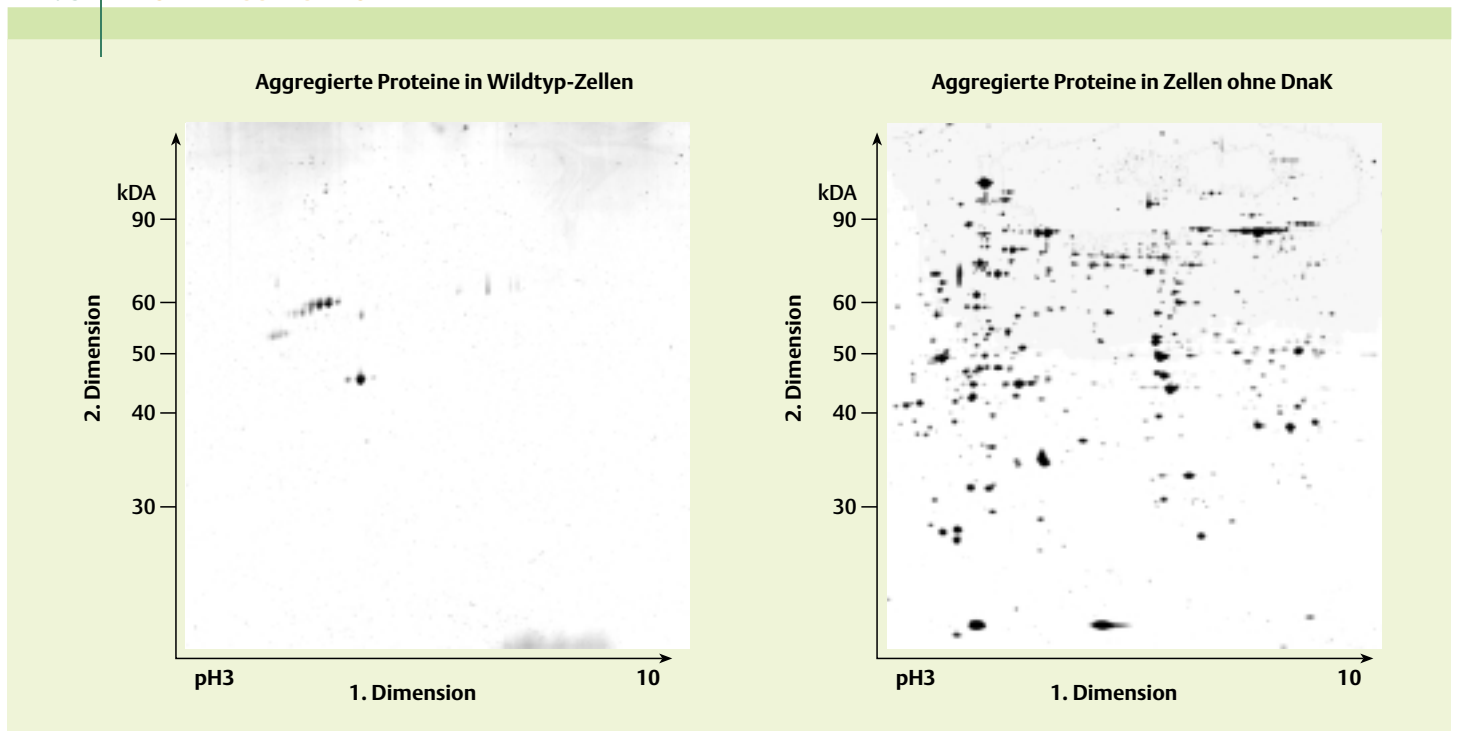 Aggregierte Proteine in Wildtyp-Zellen
kDA
90
60
50
40
30
2. Dimension
pH3
10
1. Dimension
Aggregierte Proteine in Zellen ohne DnaK
kDA
90
60
50
40
30
2. Dimension
pH3
10
1. Dimension